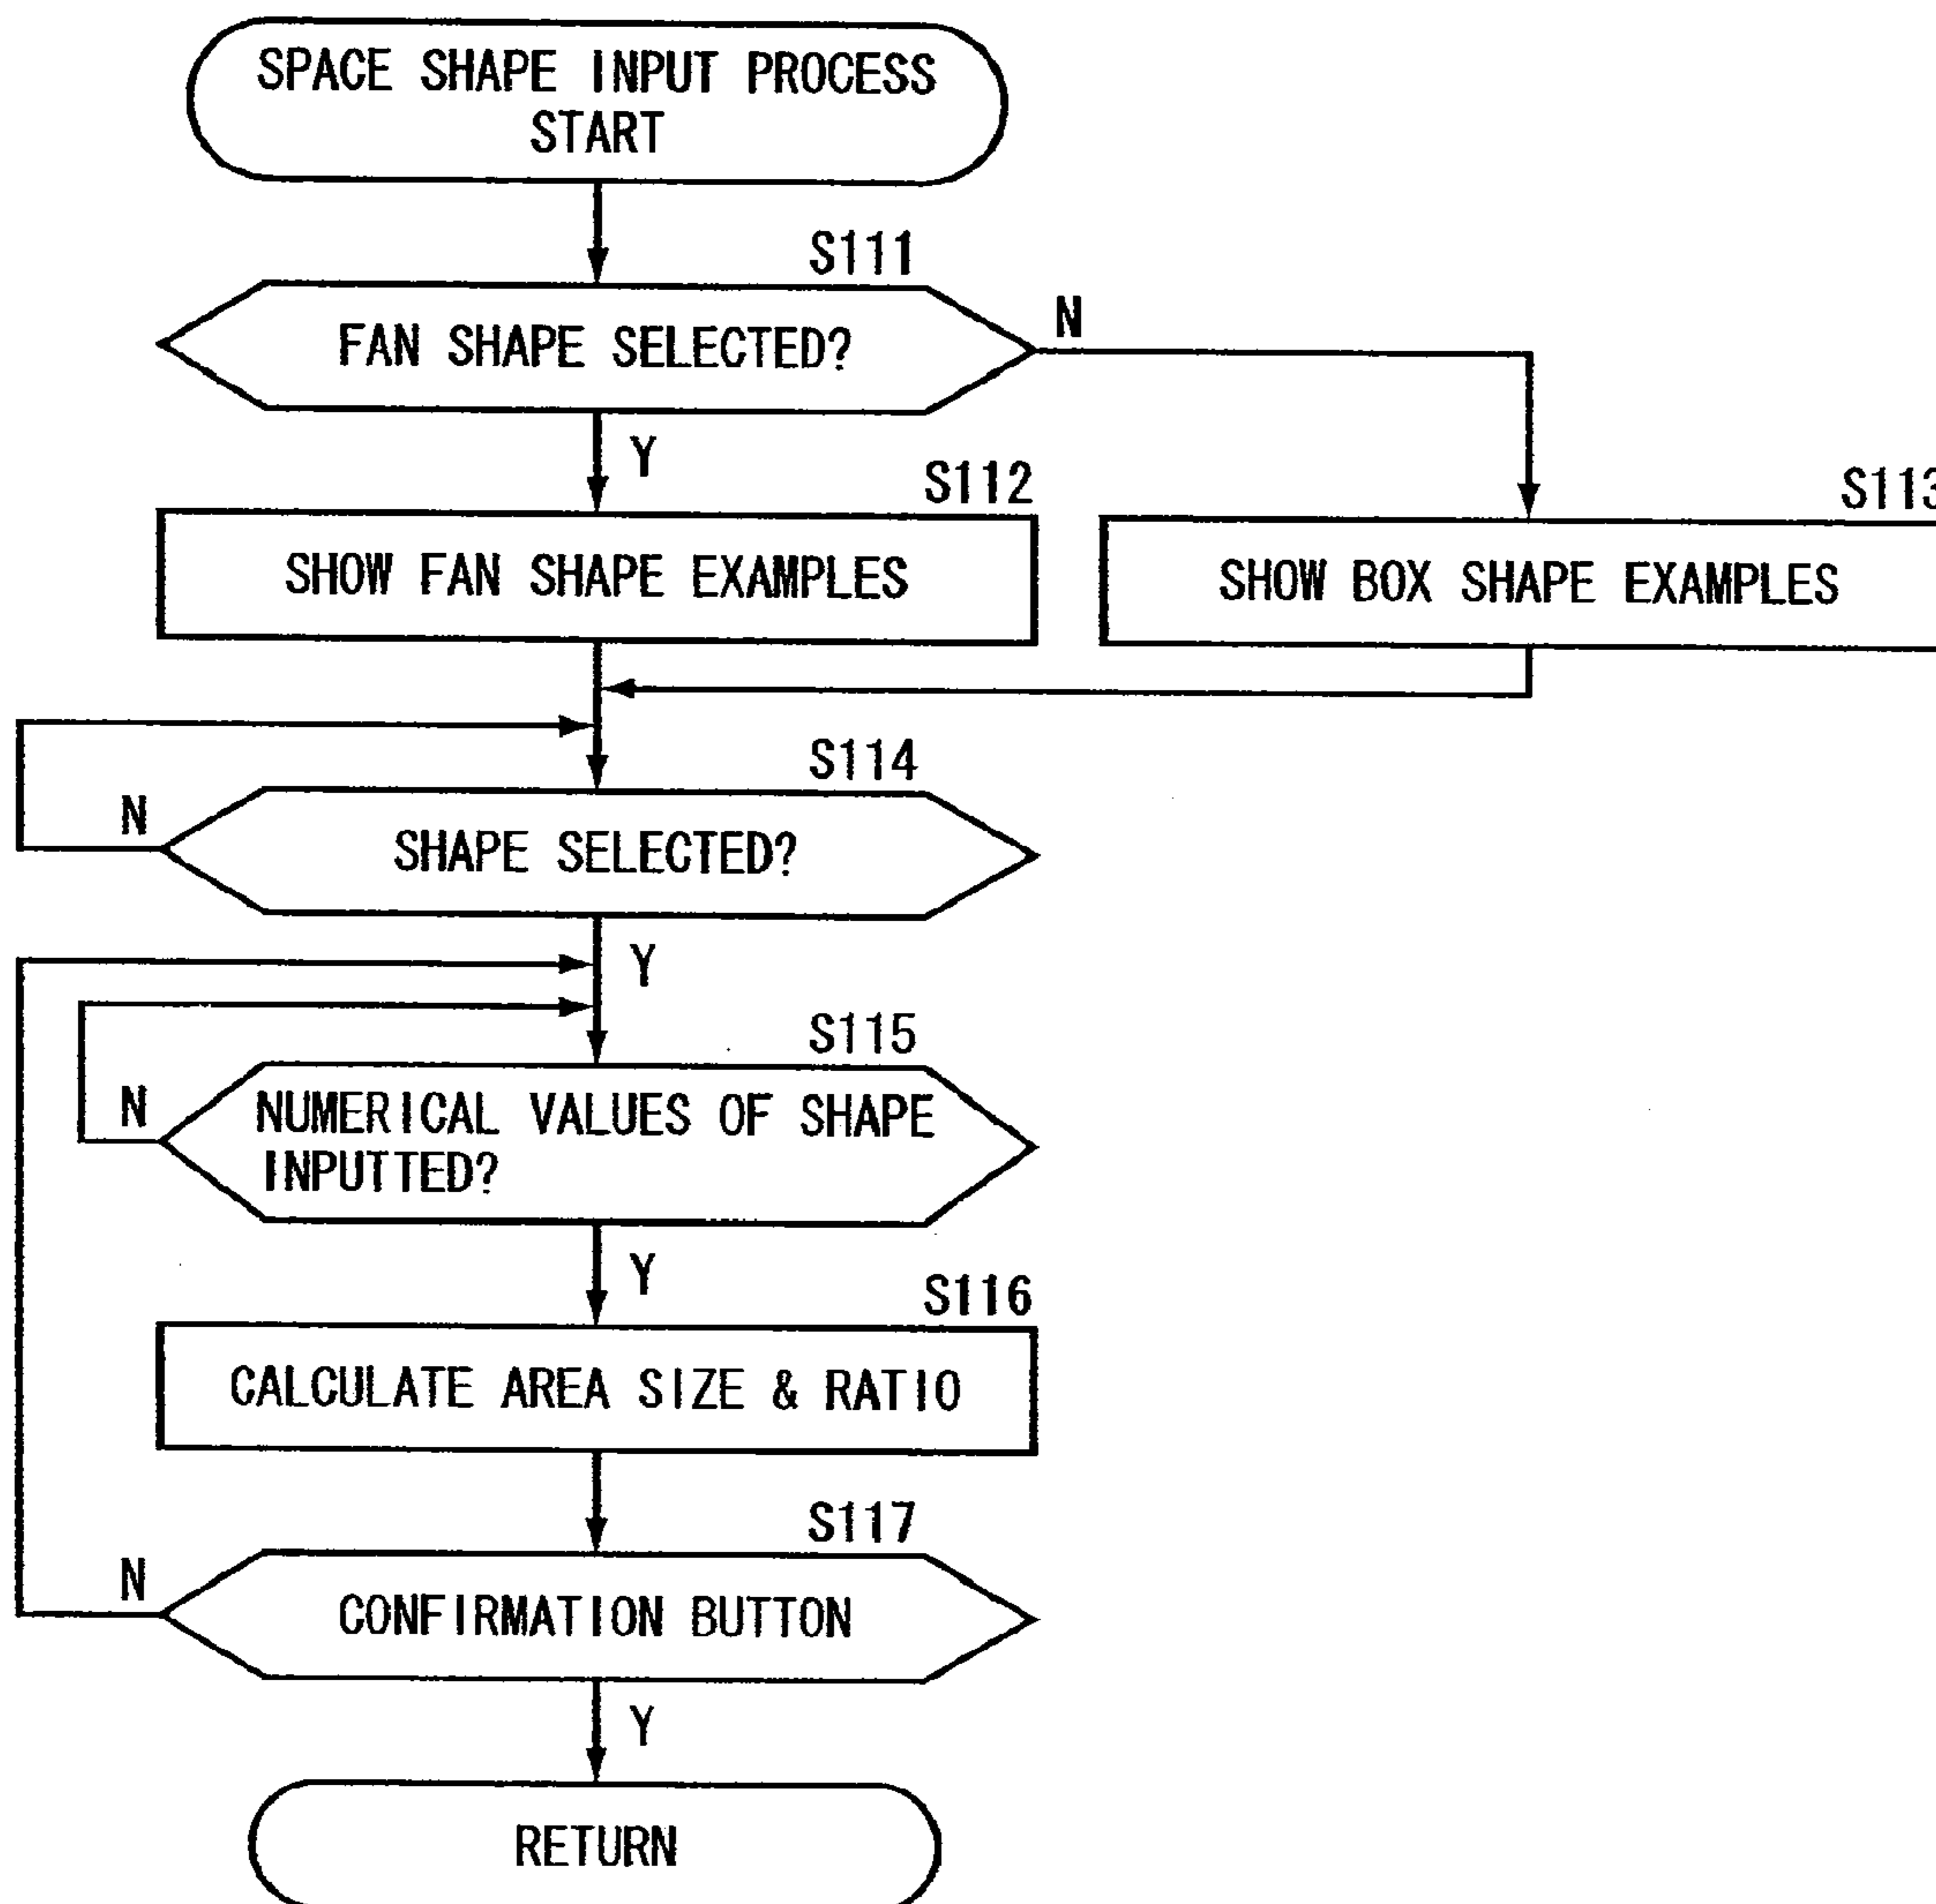 SPACE SHAPE INPUT PROCESS
START
S111
FAN SHAPE SELECTED?
N
Y
S112
SHOW FAN SHAPE EXAMPLES
S113
SHOW BOX SHAPE EXAMPLES
S114
N
SHAPE SELECTED?
Y
S115
N
NUMERICAL VALUES OF SHAPE
INPUTTED?
Y
S116
CALCULATE AREA SIZE & RATIO
S117
N
CONFIRMATION BUTTON
Y
RETURN